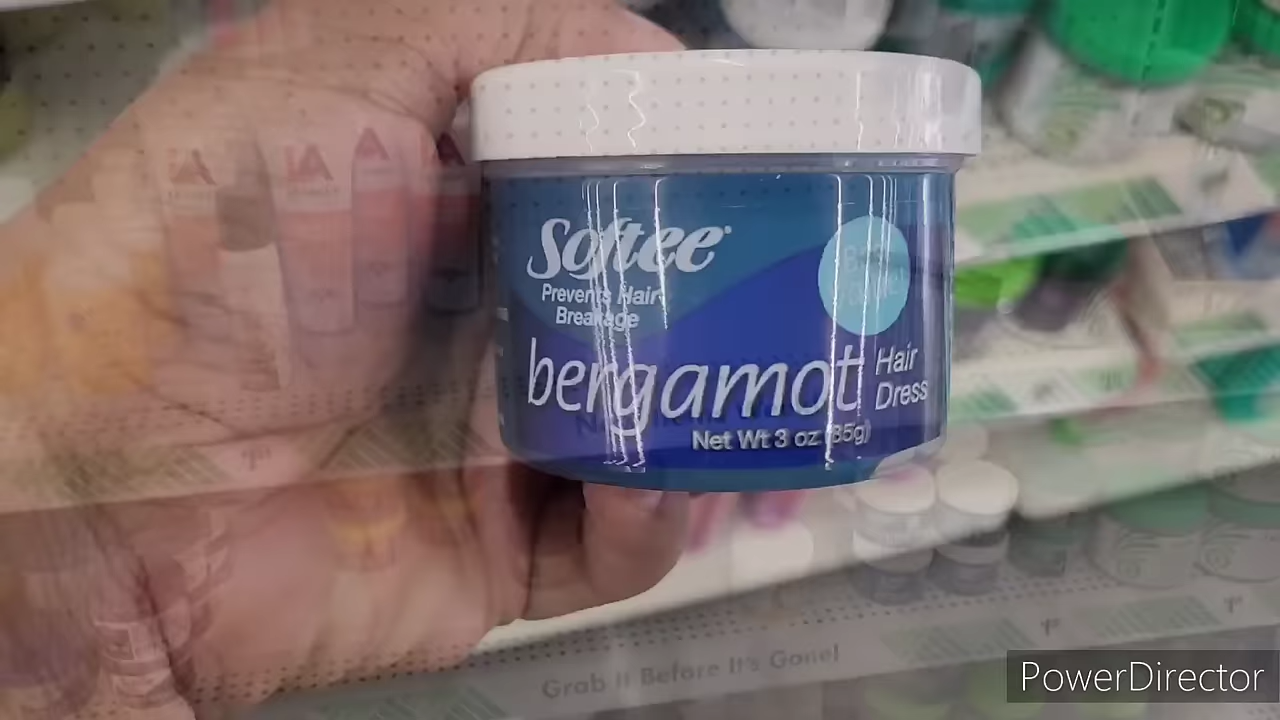 Softee
Prevents Hair
Breakage
bergamot Hair
Dress
Net Wt 3 oz (85g)
Grab It Before It's Gone!
PowerDirector